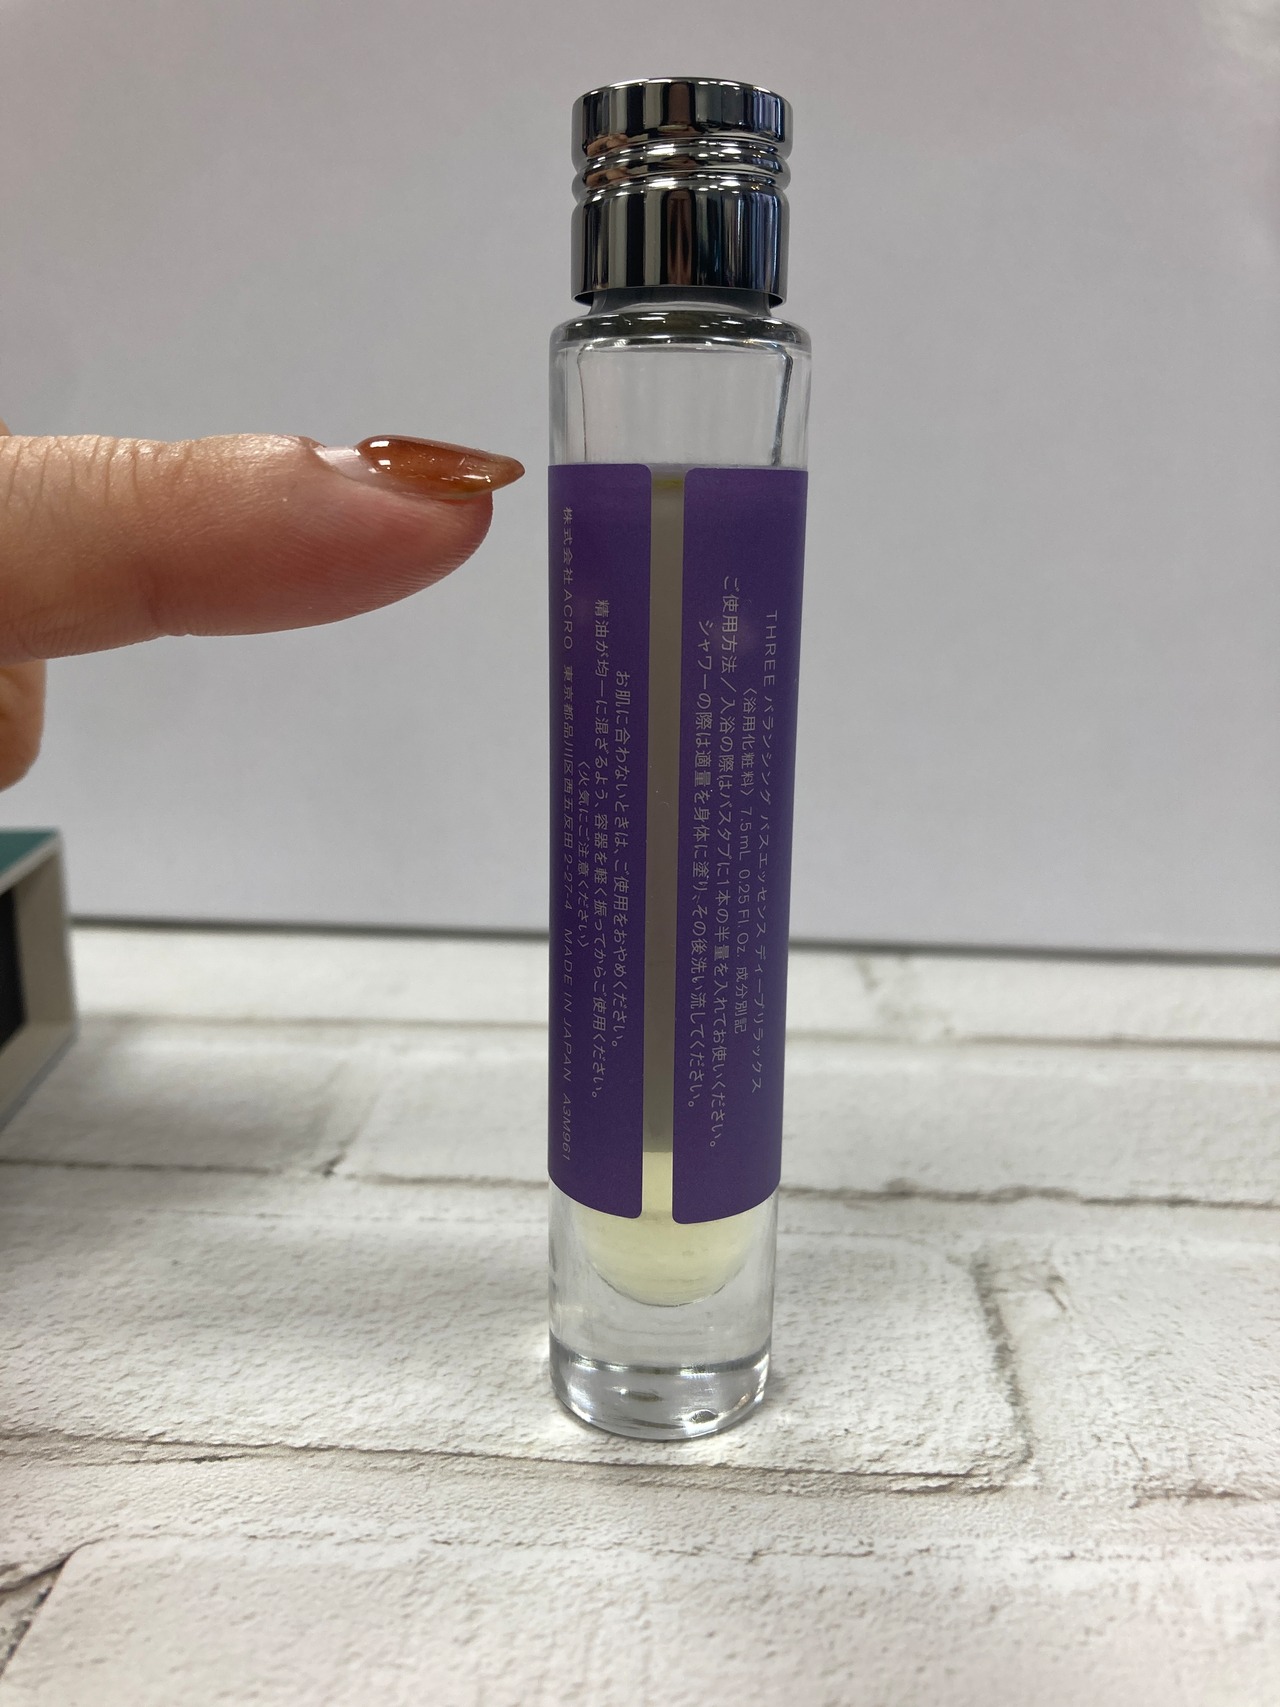 THREE バランシング バスエッセンス ディープリラックス
〈浴用化粧料〉 7.5 mL 0.25 Fl. Oz. 成分別記
ご使用方法／入浴の際はバスタブに1本の半量を入れてお使いください。
シャワーの際は適量を身体に塗り、その後洗い流してください。
お肌に合わないときは、ご使用をおやめください。
精油が均一に混ざるよう、容器を軽く振ってからご使用ください。
〈火気にご注意ください〉
株式会社ACRO 東京都品川区西五反田 2-27-4 MADE IN JAPAN A3M961